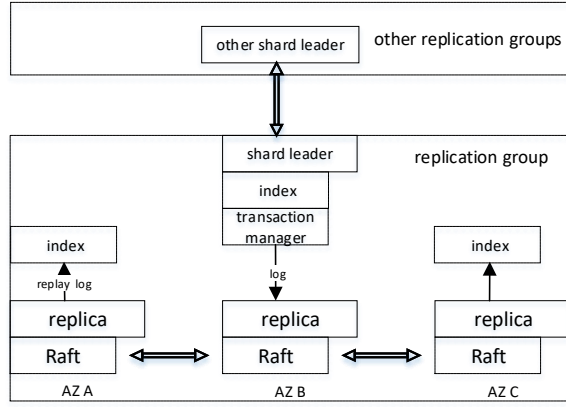 other shard leader
other replication groups
shard leader
replication group
index
transaction
manager
index
index
log
replay log
replica
replica
replica
Raft
Raft
Raft
AZ A
AZ B
AZ C